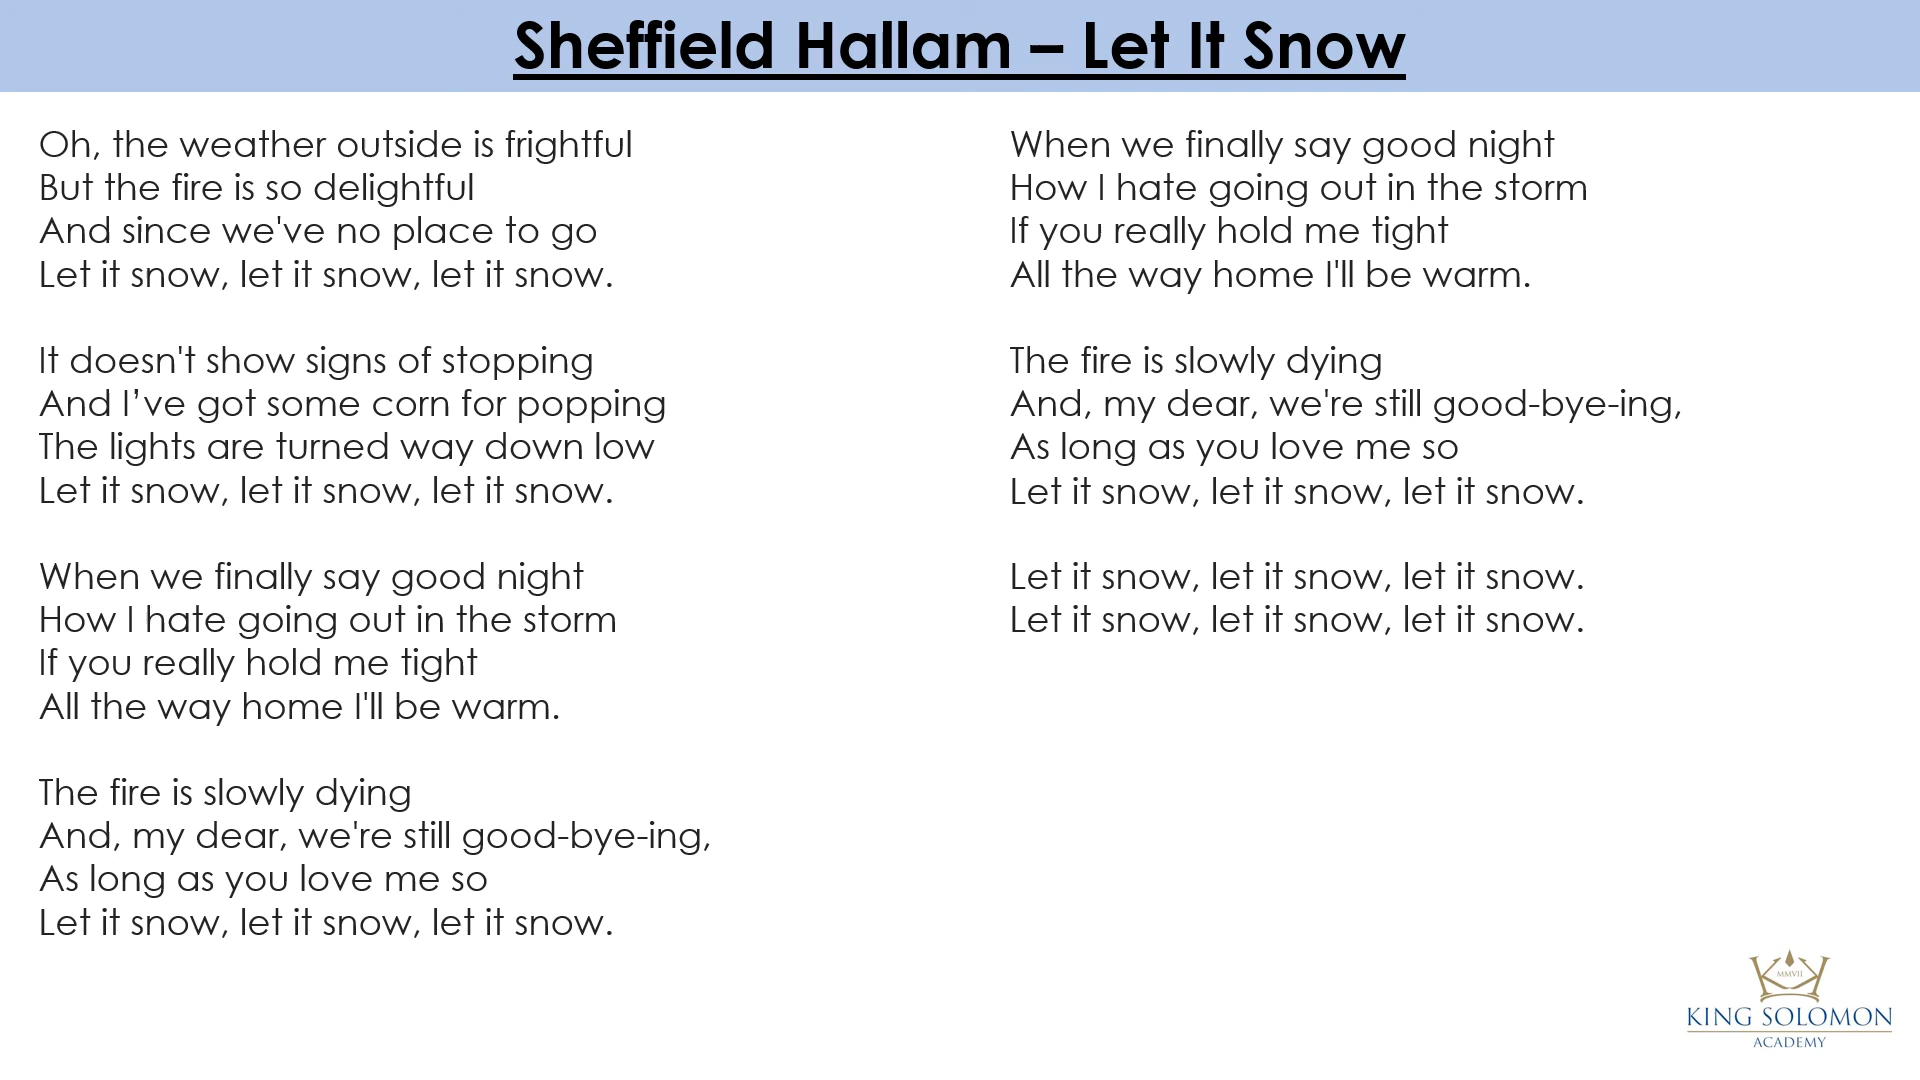 Sheffield Hallam – Let It Snow
Oh, the weather outside is frightful
But the fire is so delightful
And since we've no place to go
Let it snow, let it snow, let it snow.
It doesn't show signs of stopping
And I’ve got some corn for popping
The lights are turned way down low
Let it snow, let it snow, let it snow.
When we finally say good night
How I hate going out in the storm
If you really hold me tight
All the way home I'll be warm.
The fire is slowly dying
And, my dear, we're still good-bye-ing,
As long as you love me so
Let it snow, let it snow, let it snow.
When we finally say good night
How I hate going out in the storm
If you really hold me tight
All the way home I'll be warm.
The fire is slowly dying
And, my dear, we're still good-bye-ing,
As long as you love me so
Let it snow, let it snow, let it snow.
Let it snow, let it snow, let it snow.
Let it snow, let it snow, let it snow.
MMVII
KING SOLOMON
ACADEMY